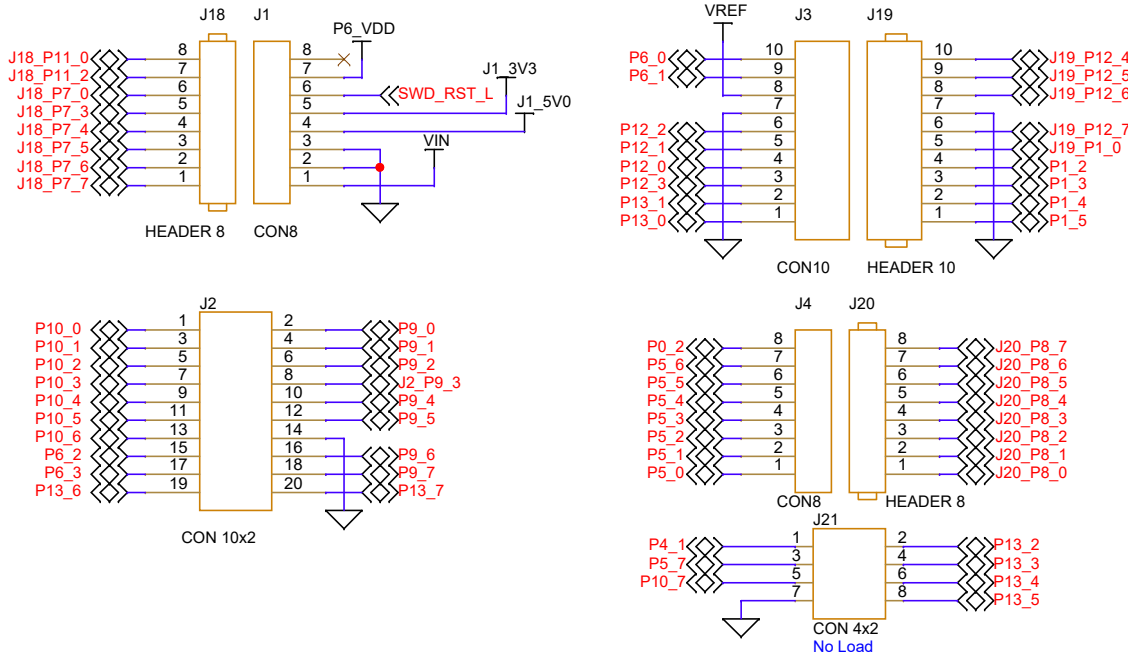 J18 J1
P6_VDD
J18_P11_0 8 8
J18_P11_2 7 7
J18_P7_0 6 6 SWD_RST_L
J18_P7_3 5 5 J1_3V3
J18_P7_4 4 4 J1_5V0
J18_P7_5 3 3 VIN
J18_P7_6 2 2
J18_P7_7 1 1
HEADER 8 CON8
VREF J3 J19
P6_0 10 10 J19_P12_4
P6_1 9 9 J19_P12_5
8 8 J19_P12_6
7 7
P12_2 6 6 J19_P12_7
P12_1 5 5 J19_P1_0
P12_0 4 4 P1_2
P12_3 3 3 P1_3
P13_1 2 2 P1_4
P13_0 1 1 P1_5
CON10 HEADER 10
J2
P10_0 1 2 P9_0
P10_1 3 4 P9_1
P10_2 5 6 P9_2
P10_3 7 8 J2_P9_3
P10_4 9 10 P9_4
P10_5 11 12 P9_5
P10_6 13 14
P6_2 15 16 P9_6
P6_3 17 18 P9_7
P13_6 19 20 P13_7
CON 10x2
J4 J20
P0_2 8 8 J20_P8_7
P5_6 7 7 J20_P8_6
P5_5 6 6 J20_P8_5
P5_4 5 5 J20_P8_4
P5_3 4 4 J20_P8_3
P5_2 3 3 J20_P8_2
P5_1 2 2 J20_P8_1
P5_0 1 1 J20_P8_0
CON8 HEADER 8
J21
P4_1 1 2 P13_2
P5_7 3 4 P13_3
P10_7 5 6 P13_4
7 8 P13_5
CON 4x2
No Load